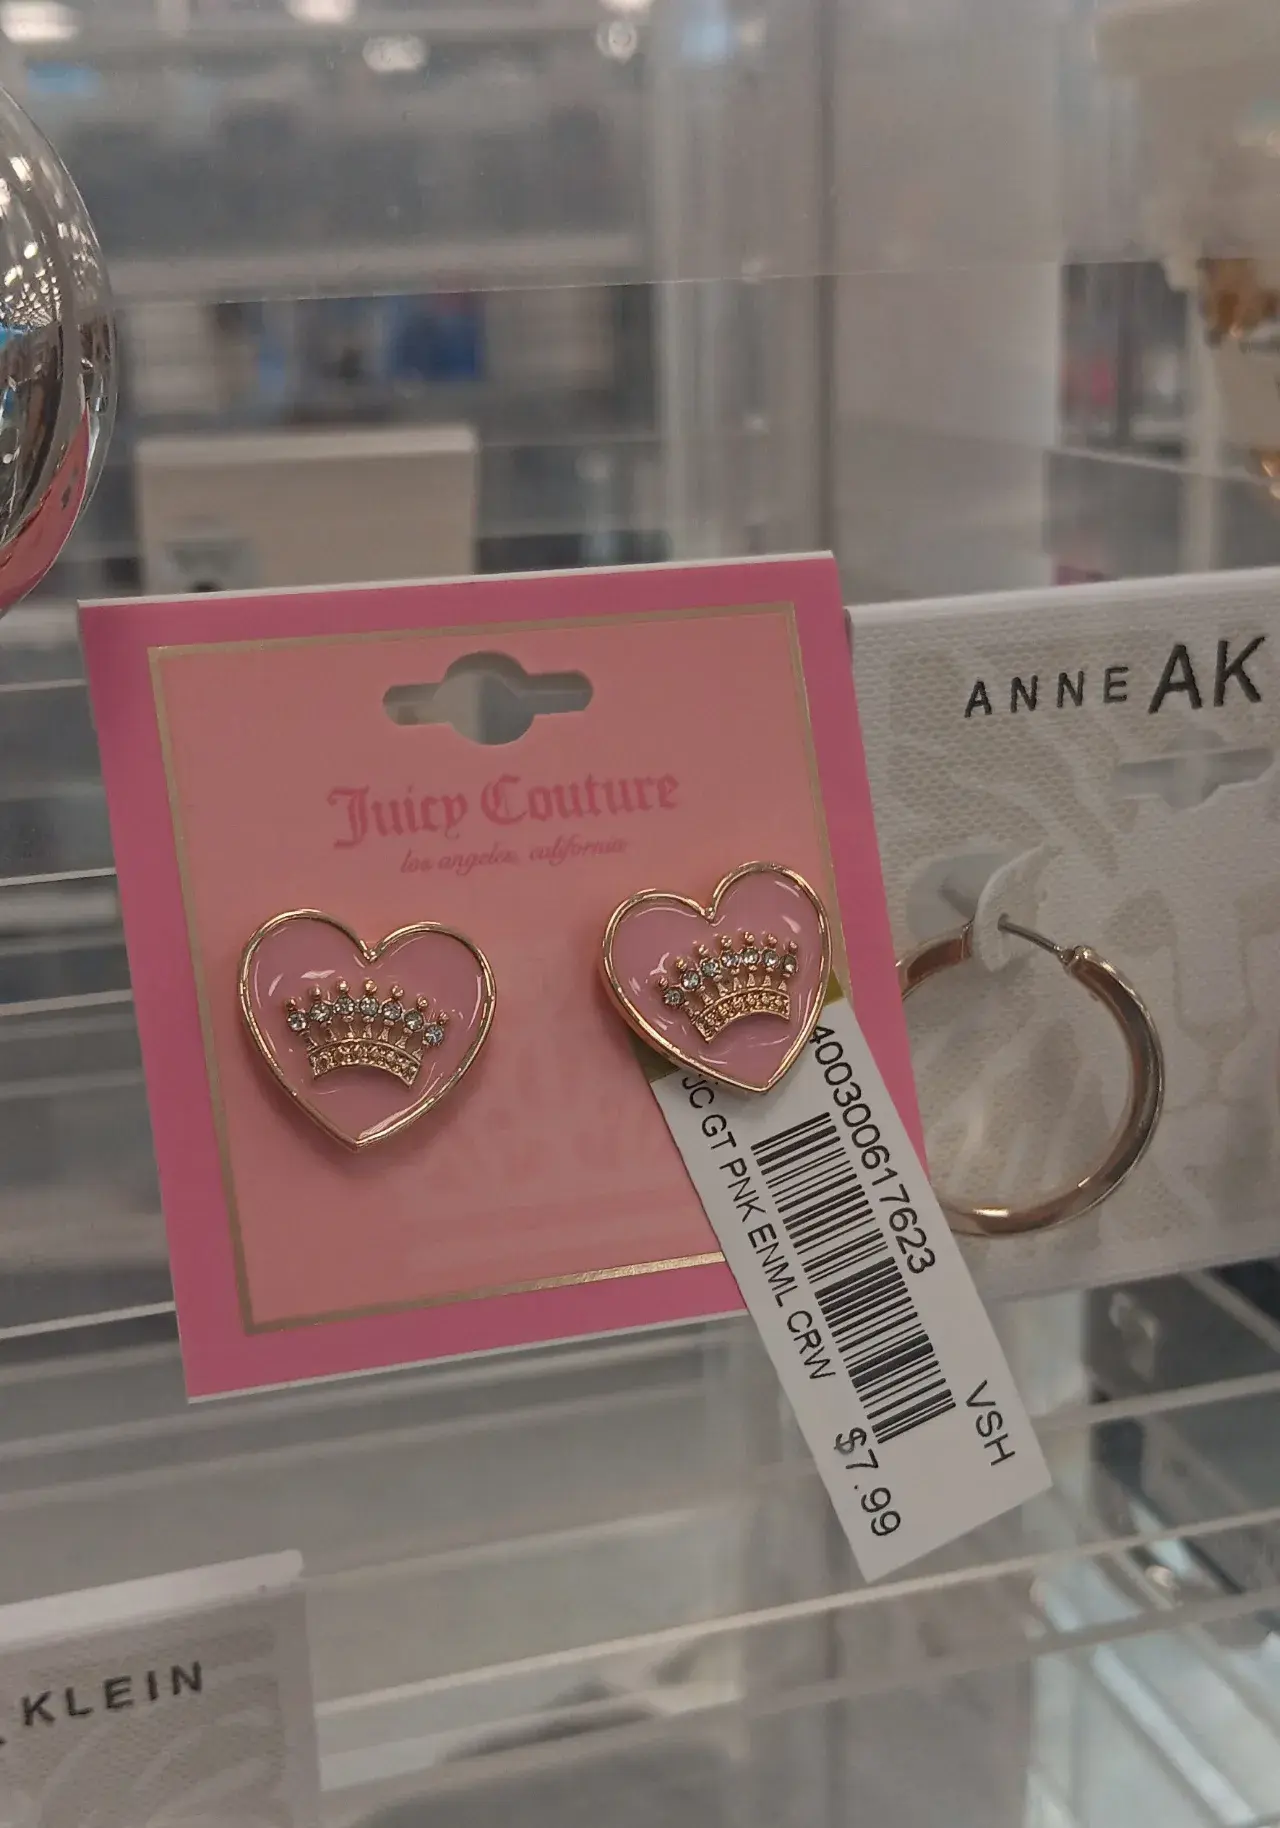 Juicy Couture
los angeles, california
ANNE AK
400300617623
JC GT PNK ENML CRW
VSH
$7.99
KLEIN